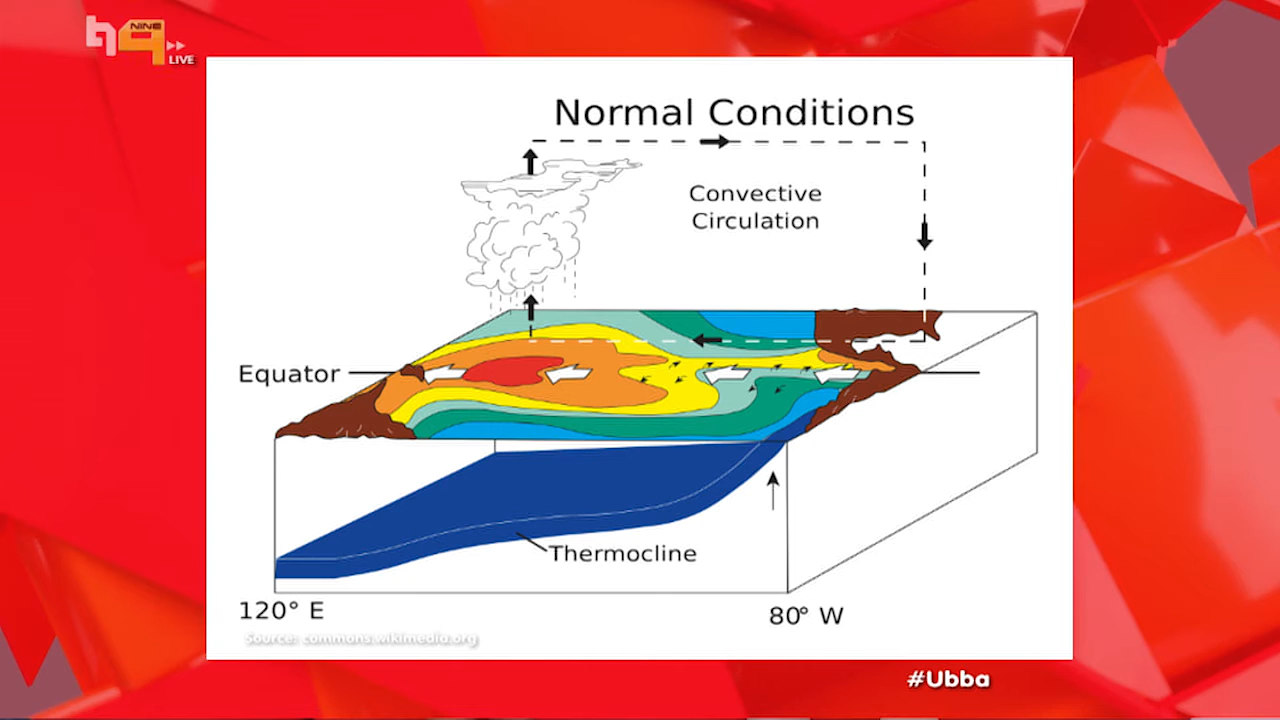 NINE
LIVE
Normal Conditions
Convective
Circulation
Equator
Thermocline
120° E
80° W
Source: commons.wikimedia.org
#Ubba